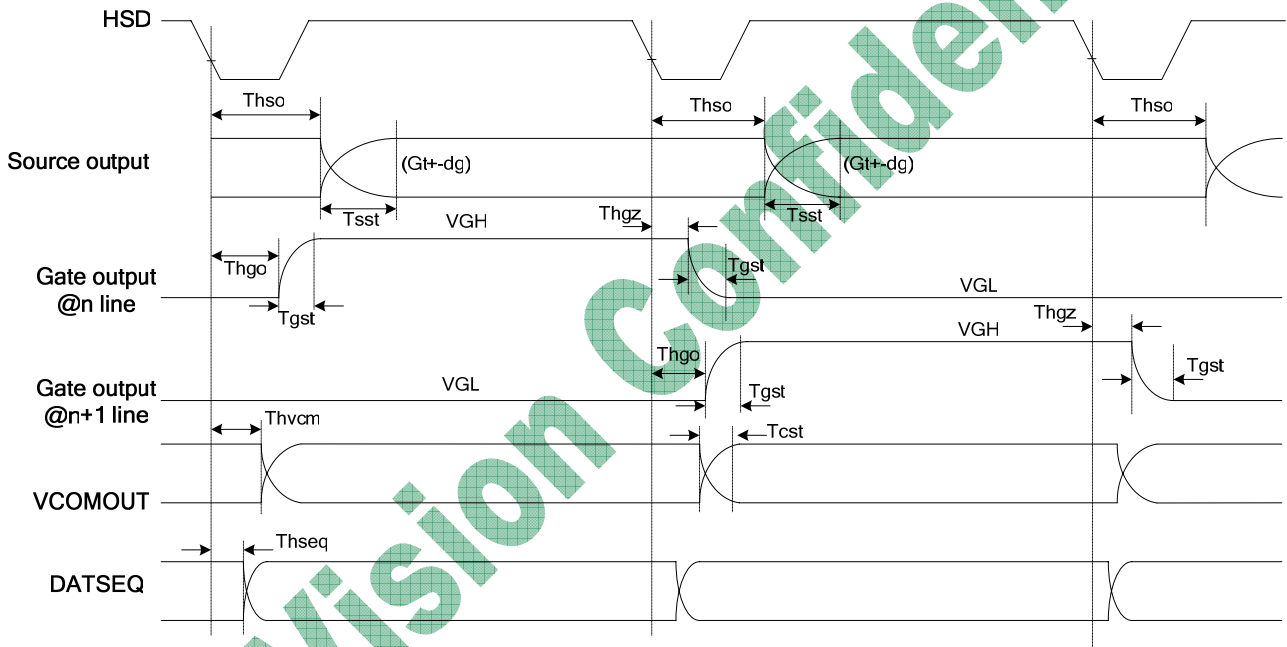 HSD
Thso
Thso
Thso
Source output
(Gt+-dg)
(Gt+-dg)
Tsst
Tsst
VGH
Thgz
Thgo
Gate output
@n line
Tgst
Tgst
VGL
Thgz
VGH
Thgo
Gate output
@n+1 line
VGL
Tgst
Tgst
Thvcm
Tcst
VCOMOUT
Thseq
DATSEQ
Vision Confiden